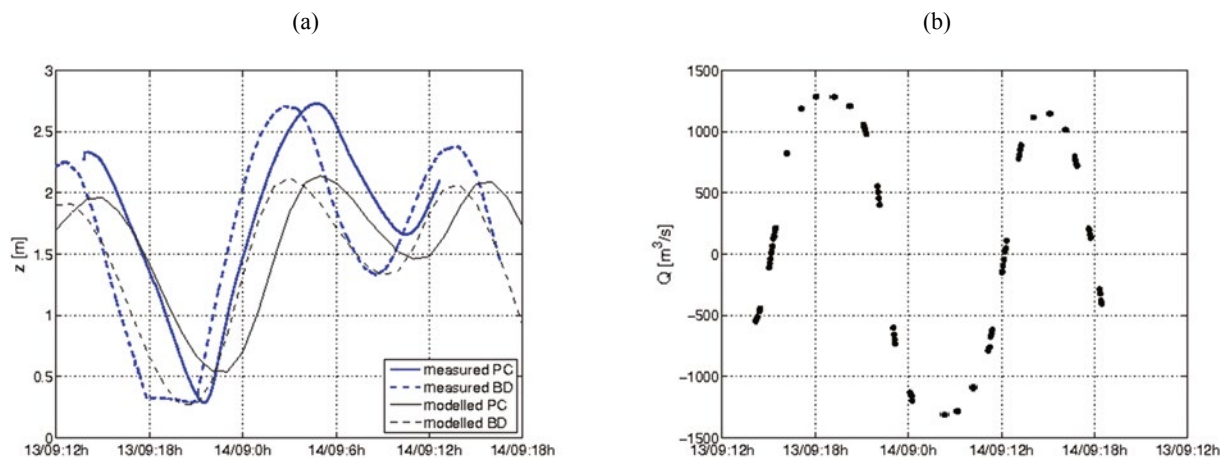 (a)
(b)
3
2.5
2
1.5
1
0.5
0
z [m]
13/09:12h 13/09:18h 14/09:0h 14/09:6h 14/09:12h 14/09:18h
measured PC
measured BD
modelled PC
modelled BD
1500
1000
500
0
−500
−1000
−1500
Q [m³/s]
13/09:12h 13/09:18h 14/09:0h 14/09:12h 14/09:18h 13/09:12h